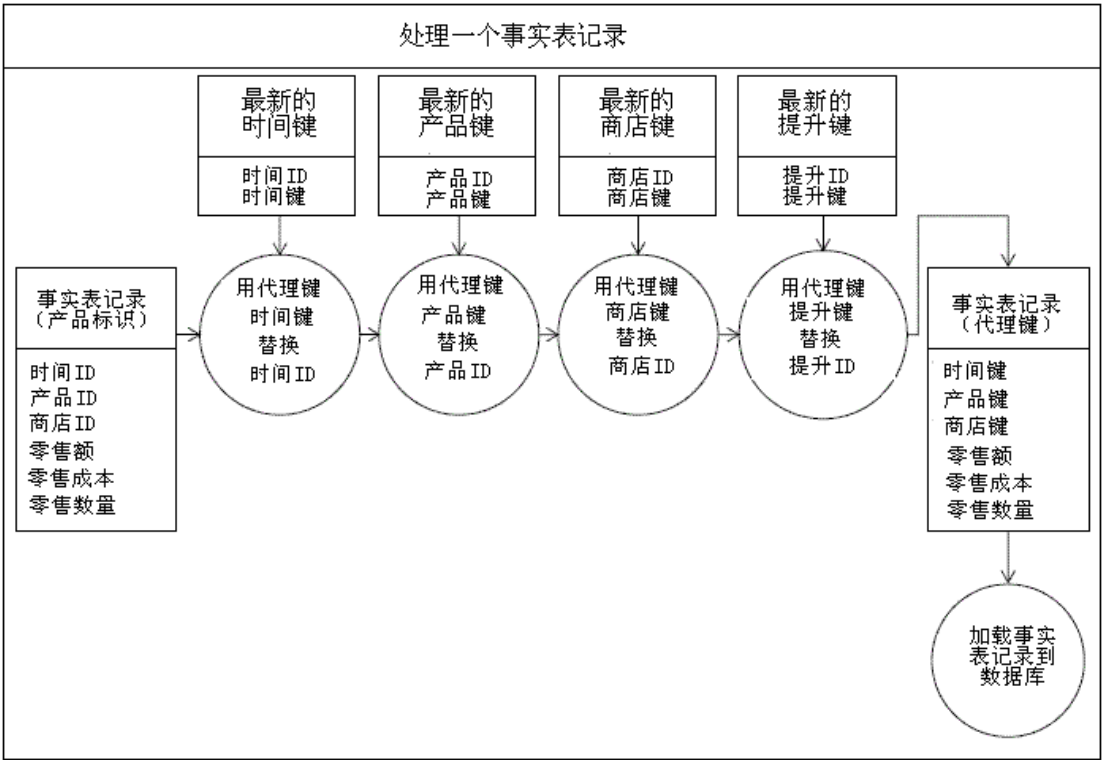 处理一个事实表记录
最新的
时间键
时间ID
时间键
最新的
产品键
产品ID
产品键
最新的
商店键
商店ID
商店键
最新的
提升键
提升ID
提升键
事实表记录
（产品标识）
时间ID
产品ID
商店ID
零售额
零售成本
零售数量
用代理键
时间键
替换
时间ID
用代理键
产品键
替换
产品ID
用代理键
商店键
替换
商店ID
用代理键
提升键
替换
提升ID
事实表记录
（代理键）
时间键
产品键
商店键
零售额
零售成本
零售数量
加载事实
表记录到
数据库